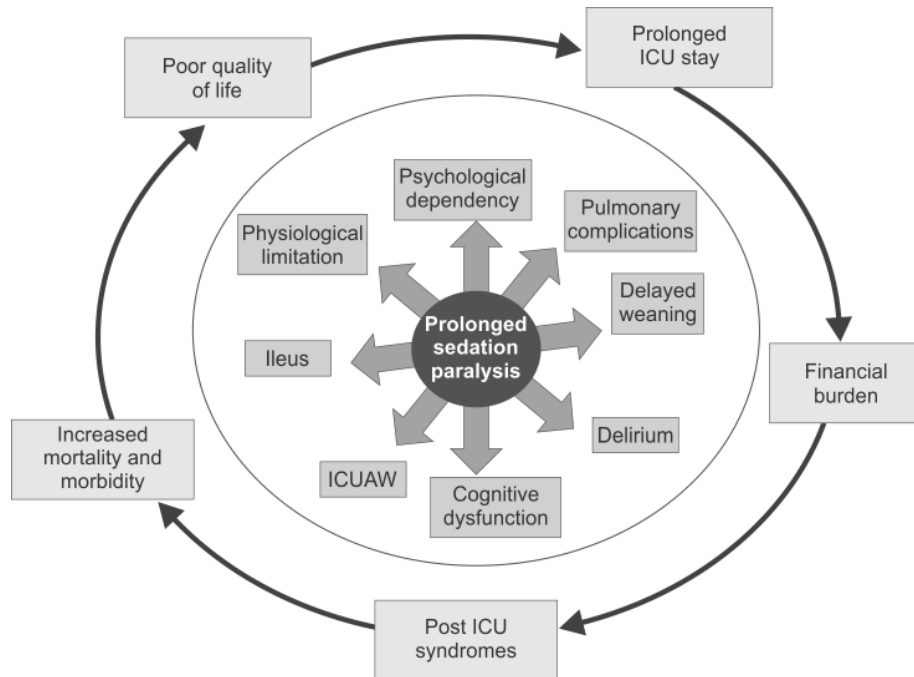 Prolonged
ICU stay
Poor quality
of life
Psychological
dependency
Pulmonary
complications
Physiological
limitation
Delayed
weaning
Prolonged
sedation
paralysis
Ileus
Financial
burden
Increased
mortality and
morbidity
Delirium
ICUAW
Cognitive
dysfunction
Post ICU
syndromes